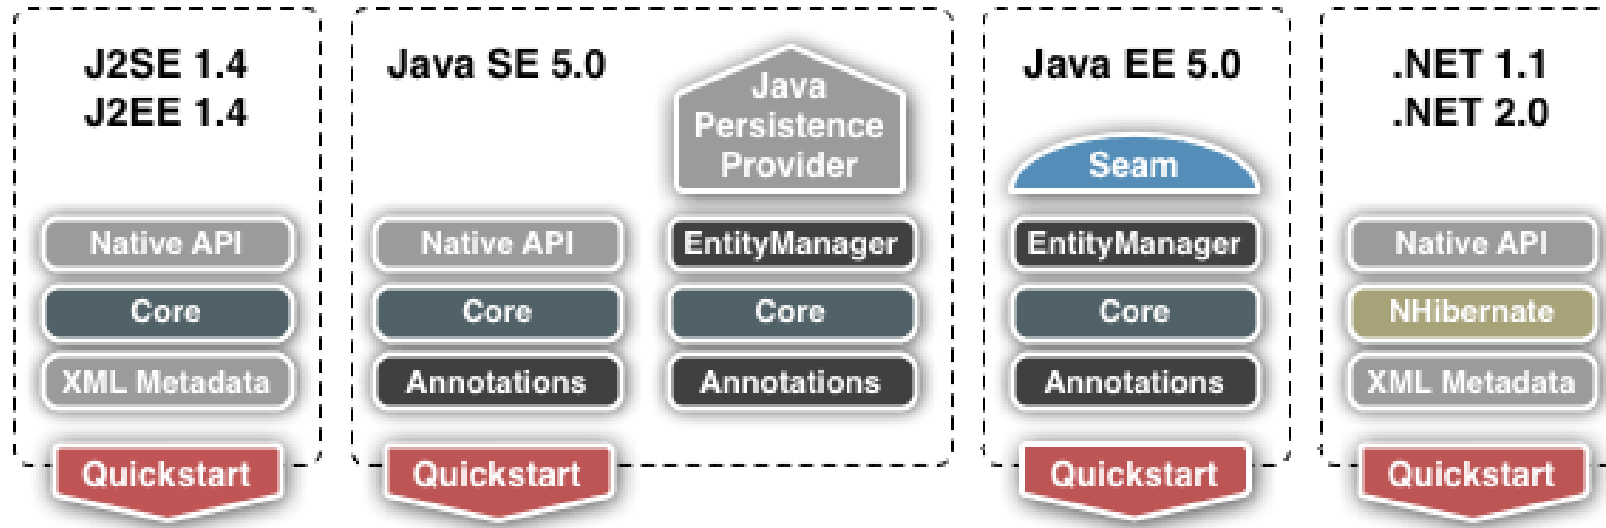 J2SE 1.4
J2EE 1.4
Native API
Core
XML Metadata
Quickstart
Java SE 5.0
Native API
Core
Annotations
Quickstart
Java
Persistence
Provider
EntityManager
Core
Annotations
Java EE 5.0
Seam
EntityManager
Core
Annotations
Quickstart
.NET 1.1
.NET 2.0
Native API
NHibernate
XML Metadata
Quickstart